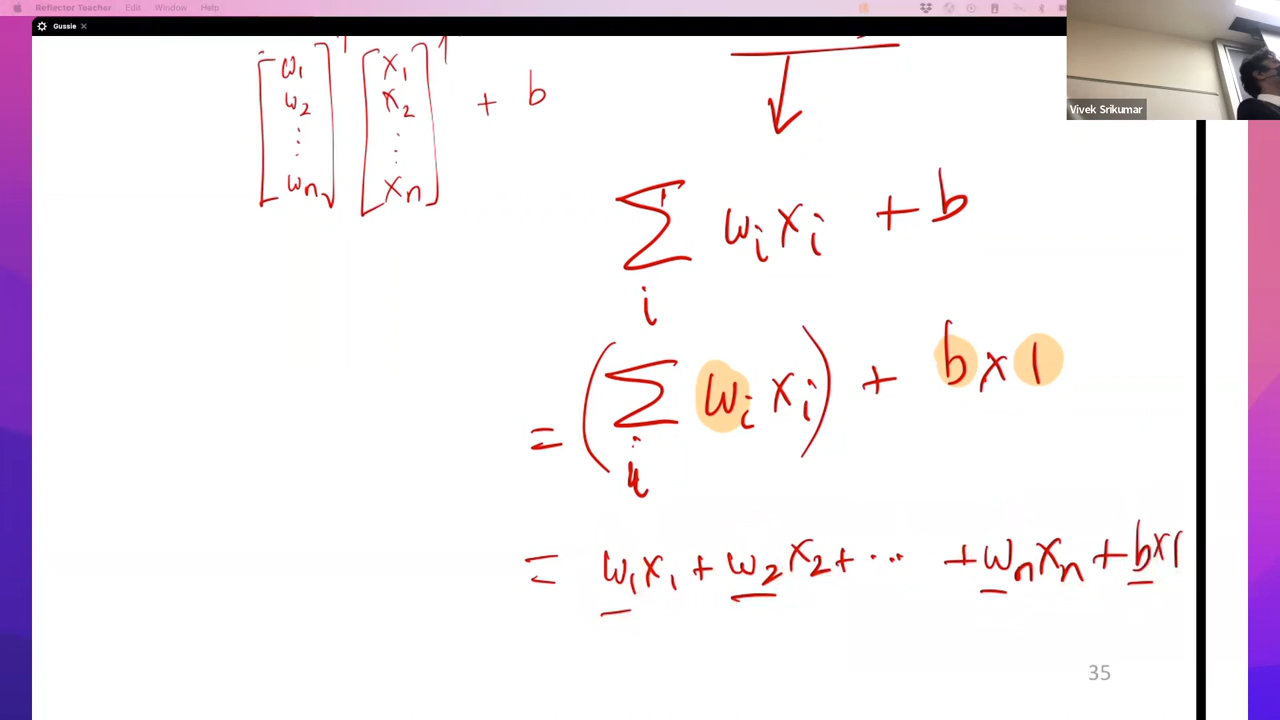 Reflector Teacher Edit Window Help
Gussie
[w₁ w₂ ⋮ wₙ]ᵀ [x₁ x₂ ⋮ xₙ] + b
∑ᵢ wᵢ xᵢ + b
= (∑ᵢ wᵢ xᵢ) + b × 1
= w₁x₁ + w₂x₂ + ⋯ + wₙxₙ + b×1
35
Vivek Srikumar